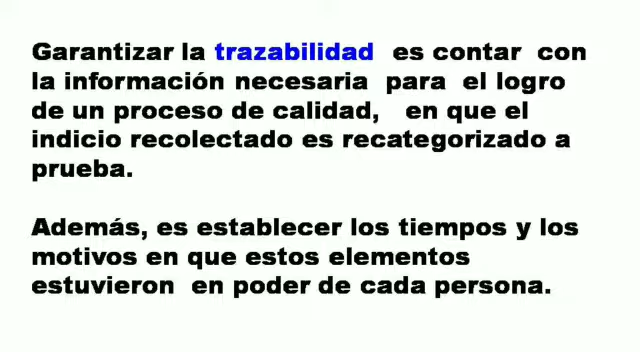 Garantizar la trazabilidad es contar con
la información necesaria para el logro
de un proceso de calidad, en que el
indicio recolectado es recategorizado a
prueba.
Además, es establecer los tiempos y los
motivos en que estos elementos
estuvieron en poder de cada persona.